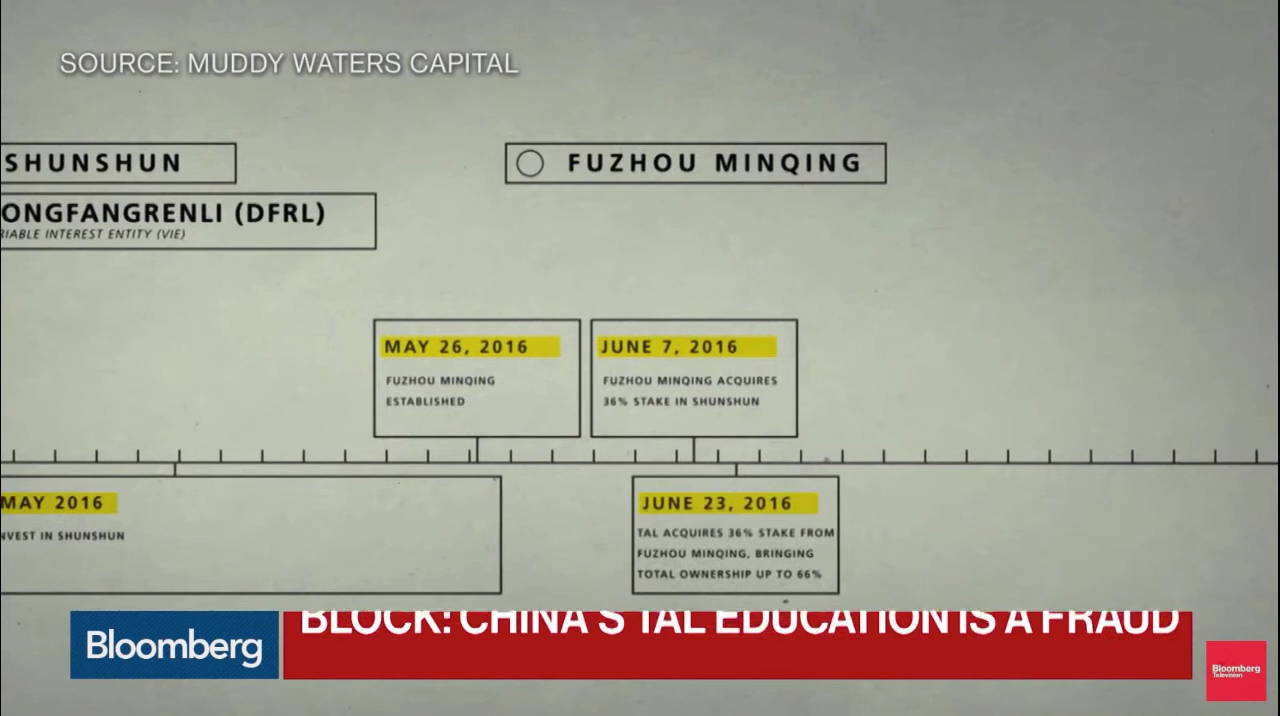 SOURCE: MUDDY WATERS CAPITAL
SHUNSHUN
FUZHOU MINQING
ONGFANGRENLI (DFRL)
RIABLE INTEREST ENTITY (VIE)
MAY 26, 2016
FUZHOU MINQING
ESTABLISHED
JUNE 7, 2016
FUZHOU MINQING ACQUIRES
36% STAKE IN SHUNSHUN
MAY 2016
NVEST IN SHUNSHUN
JUNE 23, 2016
TAL ACQUIRES 36% STAKE FROM
FUZHOU MINQING, BRINGING
TOTAL OWNERSHIP UP TO 66%
Bloomberg
BLOCK: CHINA'S TAL EDUCATION IS A FRAUD
Bloomberg
Television